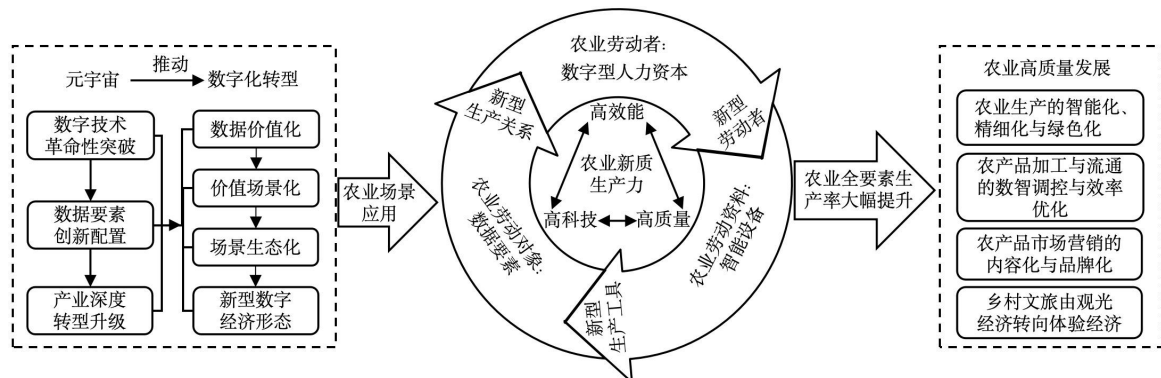 元宇宙
推动
数字化转型
数字技术
革命性突破
数据要素
创新配置
产业深度
转型升级
数据价值化
价值场景化
场景生态化
新型数字
经济形态
农业场景
应用
农业劳动者:
数字型人力资本
新型
生产关系
新型
劳动者
高效能
农业新质
生产力
高科技
高质量
农业劳动对象:
数据要素
农业劳动资料:
智能设备
新型
生产工具
农业全要素生
产率大幅提升
农业高质量发展
农业生产的智能化、
精细化与绿色化
农产品加工与流通
的数智调控与效率
优化
农产品市场营销的
内容化与品牌化
乡村文旅由观光
经济转向体验经济